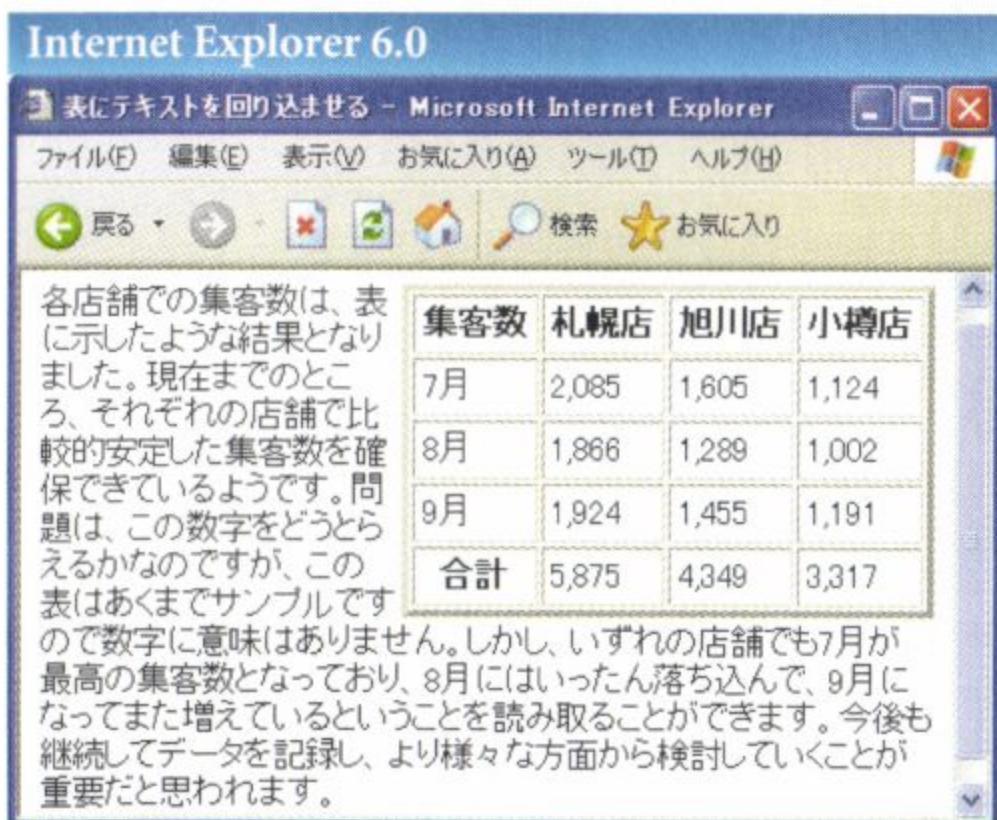 Internet Explorer 6.0
表にテキストを回り込ませる - Microsoft Internet Explorer
ファイル(F) 編集(E) 表示(V) お気に入り(A) ツール(T) ヘルプ(H)
戻る 検索 お気に入り
各店舗での集客数は、表
に示したような結果となり
ました。現在までのとこ
ろ、それぞれの店舗で比
較的安定した集客数を確
保できているようです。問
題は、この数字をどうとら
えるかなのですが、この
表はあくまでサンプルです
ので数字に意味はありません。しかし、いずれの店舗でも7月が
最高の集客数となっており、8月にはいったん落ち込んで、9月に
なってまた増えているということを読み取ることができます。今後も
継続してデータを記録し、より様々な方面から検討していくことが
重要だと思われます。
集客数 札幌店 旭川店 小樽店
7月 2,085 1,605 1,124
8月 1,866 1,289 1,002
9月 1,924 1,455 1,191
合計 5,875 4,349 3,317